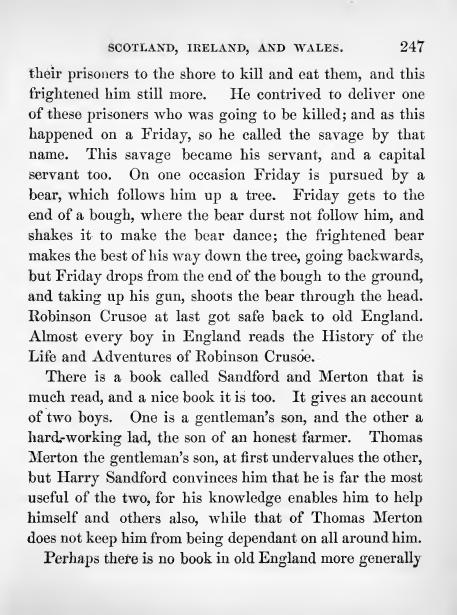 SCOTLAND, IRELAND, AND WALES. 247
their prisoners to the shore to kill and eat them, and this
frightened him still more. He contrived to deliver one
of these prisoners who was going to be killed; and as this
happened on a Friday, so he called the savage by that
name. This savage became his servant, and a capital
servant too. On one occasion Friday is pursued by a
bear, which follows him up a tree. Friday gets to the
end of a bough, where the bear durst not follow him, and
shakes it to make the bear dance; the frightened bear
makes the best of his way down the tree, going backwards,
but Friday drops from the end of the bough to the ground,
and taking up his gun, shoots the bear through the head.
Robinson Crusoe at last got safe back to old England.
Almost every boy in England reads the History of the
Life and Adventures of Robinson Crusoe.
There is a book called Sandford and Merton that is
much read, and a nice book it is too. It gives an account
of two boys. One is a gentleman's son, and the other a
hard-working lad, the son of an honest farmer. Thomas
Merton the gentleman's son, at first undervalues the other,
but Harry Sandford convinces him that he is far the most
useful of the two, for his knowledge enables him to help
himself and others also, while that of Thomas Merton
does not keep him from being dependant on all around him.
Perhaps there is no book in old England more generally